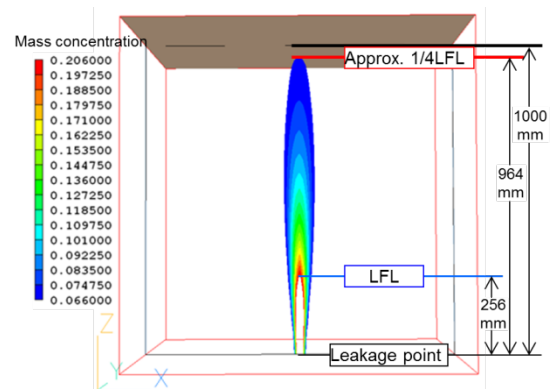 Mass concentration
0.206000
0.197250
0.188500
0.179750
0.171000
0.162250
0.153500
0.144750
0.136000
0.127250
0.118500
0.109750
0.101000
0.092250
0.083500
0.074750
0.066000
Approx. 1/4LFL
1000
mm
964
mm
LFL
256
mm
Leakage point
Z
Y
X